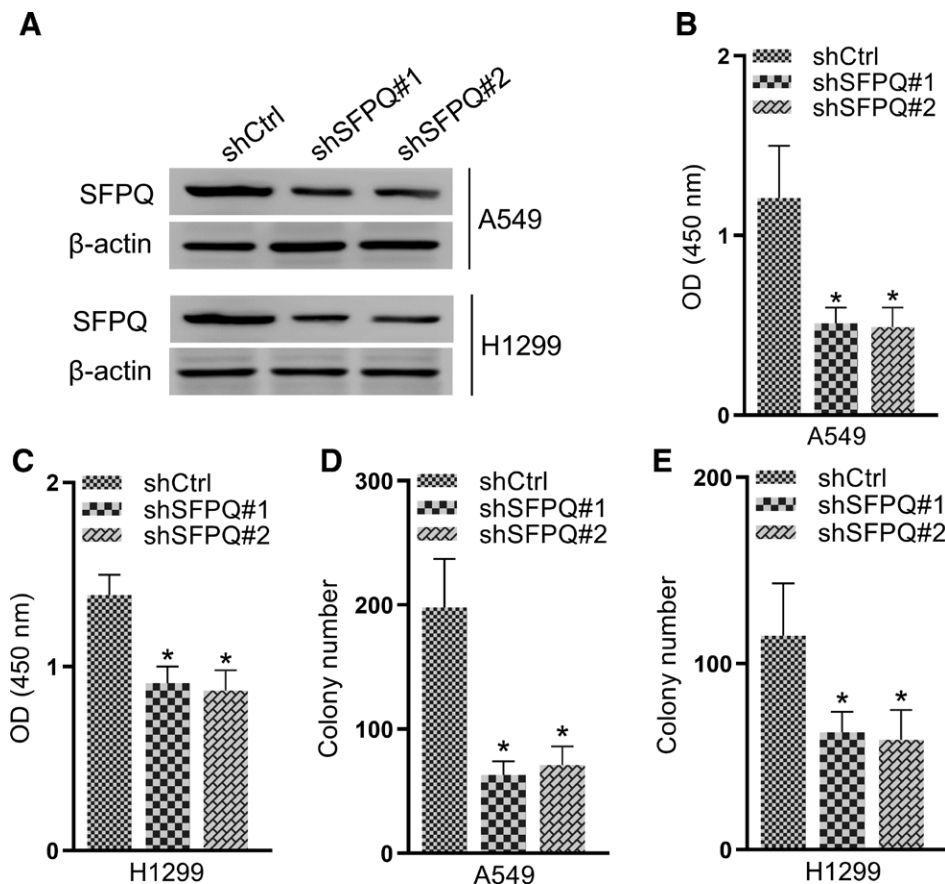 A
shCtrl
shSFPQ#1
shSFPQ#2
SFPQ
β-actin
A549
SFPQ
β-actin
H1299
B
shCtrl
shSFPQ#1
shSFPQ#2
OD (450 nm)
2
1
0
*
*
A549
C
shCtrl
shSFPQ#1
shSFPQ#2
OD (450 nm)
2
1
0
*
*
H1299
D
shCtrl
shSFPQ#1
shSFPQ#2
Colony number
300
200
100
0
*
*
A549
E
shCtrl
shSFPQ#1
shSFPQ#2
Colony number
200
100
0
*
*
H1299